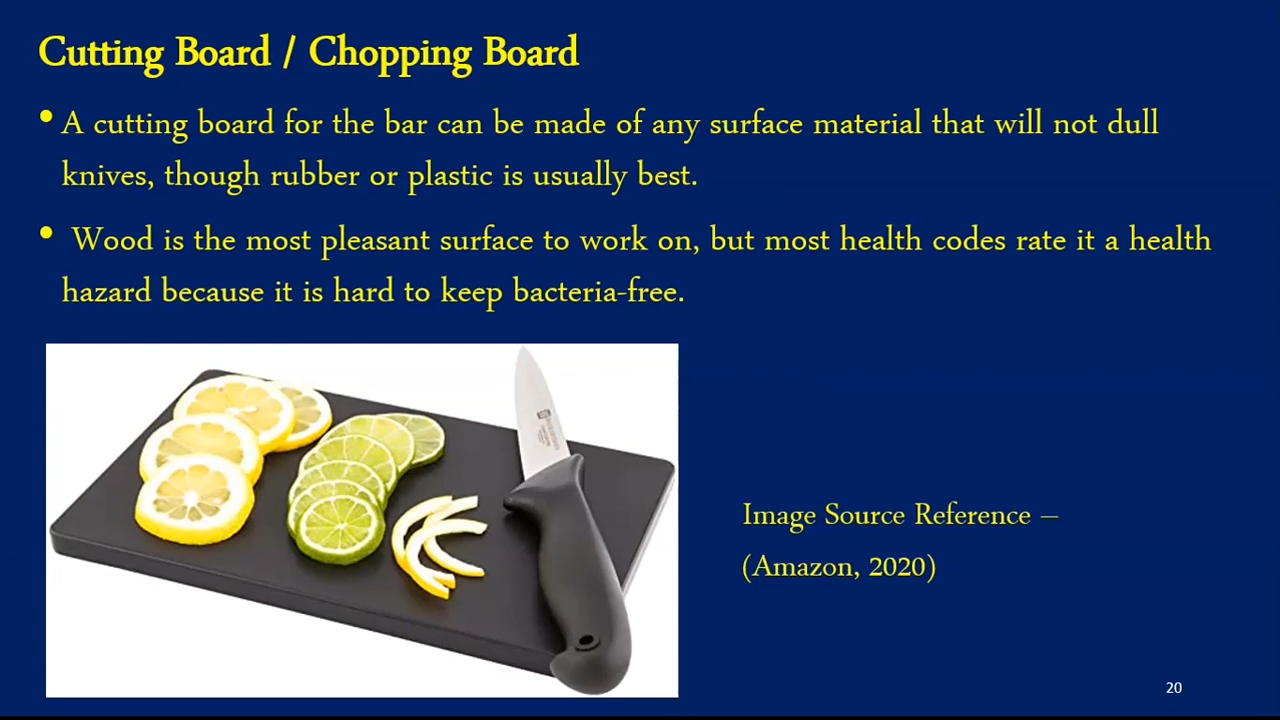 Cutting Board / Chopping Board
• A cutting board for the bar can be made of any surface material that will not dull
knives, though rubber or plastic is usually best.
• Wood is the most pleasant surface to work on, but most health codes rate it a health
hazard because it is hard to keep bacteria-free.
Image Source Reference –
(Amazon, 2020)
20